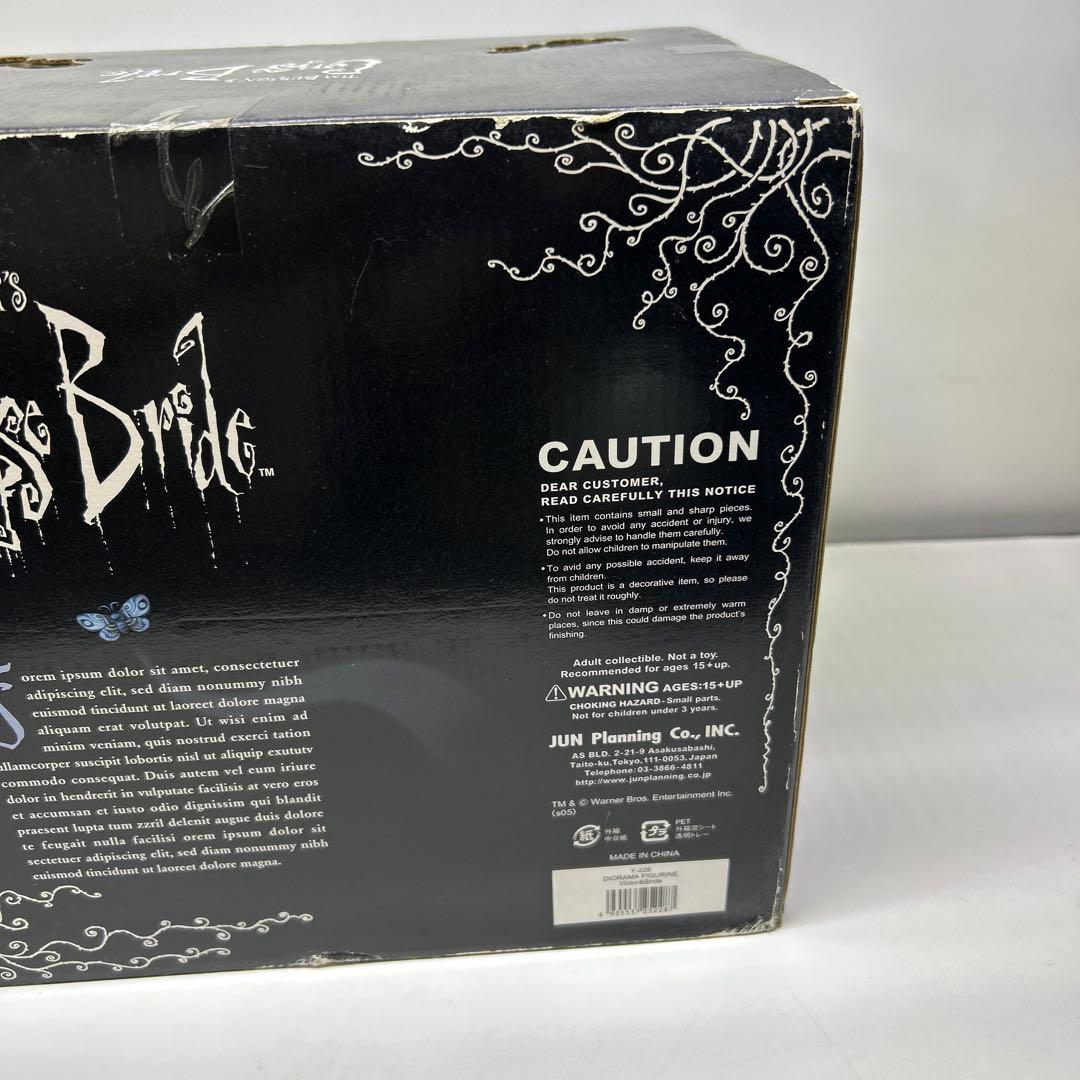 TIM BURTON'S
Corpse Bride
'S
pse Bride™
orem ipsum dolor sit amet, consectetuer
adipiscing elit, sed diam nonummy nibh
euismod tincidunt ut laoreet dolore magna
aliquam erat volutpat. Ut wisi enim ad
minim veniam, quis nostrud exerci tation
ullamcorper suscipit lobortis nisl ut aliquip exututv
commodo consequat. Duis autem vel eum iriure
dolor in hendrerit in vulputate facilisis at vero eros
et accumsan et iusto odio dignissim qui blandit
praesent lupta tum zzril delenit augue duis dolore
te feugait nulla facilisi orem ipsum dolor sit
sectetuer adipiscing elit, sed diam nonummy nibh
euismod tincidunt ut laoreet dolore magna.
CAUTION
DEAR CUSTOMER,
READ CAREFULLY THIS NOTICE
•This item contains small and sharp pieces.
In order to avoid any accident or injury, we
strongly advise to handle them carefully.
Do not allow children to manipulate them.
•To avid any possible accident, keep it away
from children.
This product is a decorative item, so please
do not treat it roughly.
•Do not leave in damp or extremely warm
places, since this could damage the product's
finishing.
Adult collectible. Not a toy.
Recommended for ages 15+up.
⚠WARNING AGES:15+UP
CHOKING HAZARD-Small parts.
Not for children under 3 years.
JUN Planning Co., INC.
AS BLD. 2-21-9 Asakusabashi,
Taito-ku,Tokyo,111-0053,Japan
Telephone:03-3866-4811
http://www.junplanning.co.jp
TM & © Warner Bros. Entertainment Inc.
(s05)
紙 外箱
中台紙
プラ PET
外箱窓シート
透明トレー
MADE IN CHINA
Y-228
DIORAMA FIGURINE
Victor&Bride